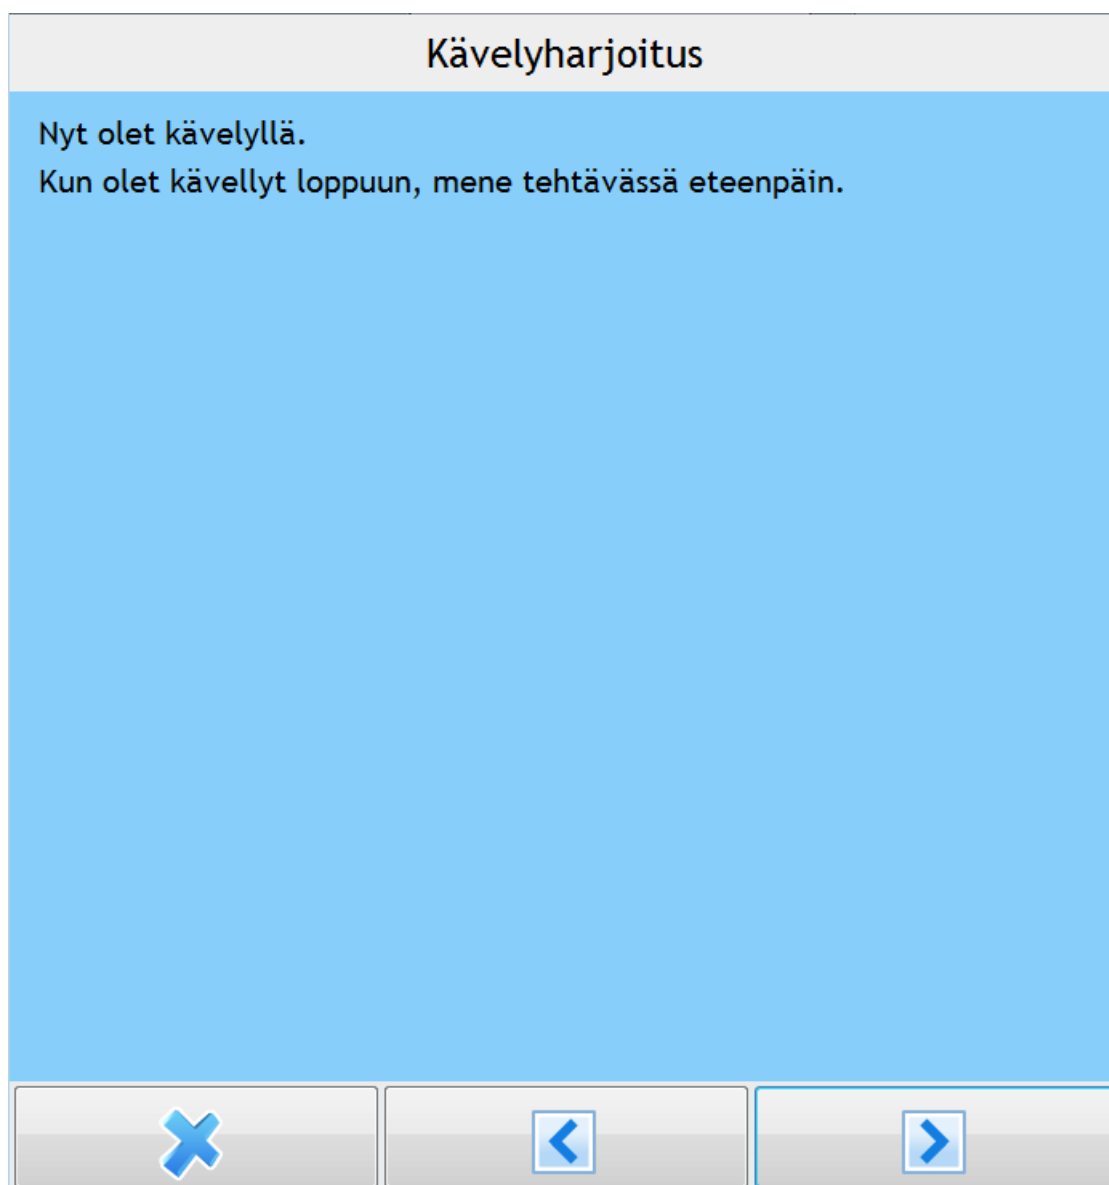 Kävelyharjoitus
Nyt olet kävelyllä.
Kun olet kävellyt loppuun, mene tehtävässä eteenpäin.